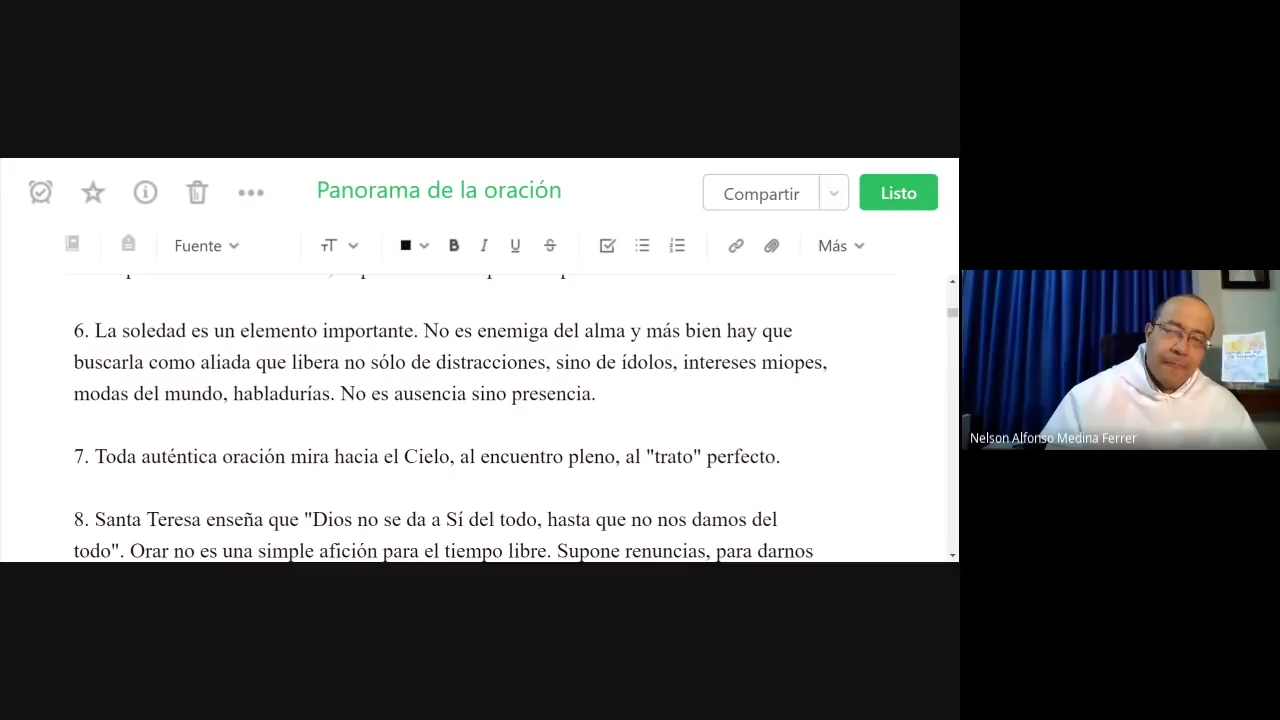 Panorama de la oración
Compartir
Listo
Fuente
Más
6. La soledad es un elemento importante. No es enemiga del alma y más bien hay que
buscarla como aliada que libera no sólo de distracciones, sino de ídolos, intereses miopes,
modas del mundo, habladurías. No es ausencia sino presencia.
7. Toda auténtica oración mira hacia el Cielo, al encuentro pleno, al "trato" perfecto.
8. Santa Teresa enseña que "Dios no se da a Sí del todo, hasta que no nos damos del
todo". Orar no es una simple afición para el tiempo libre. Supone renuncias, para darnos
Nelson Alfonso Medina Ferrer